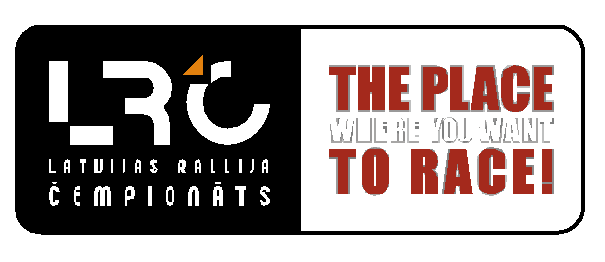 LRČ
LATVIJAS RALLIJA
ČEMPIONĀTS
THE PLACE
WHERE YOU WANT
TO RACE!